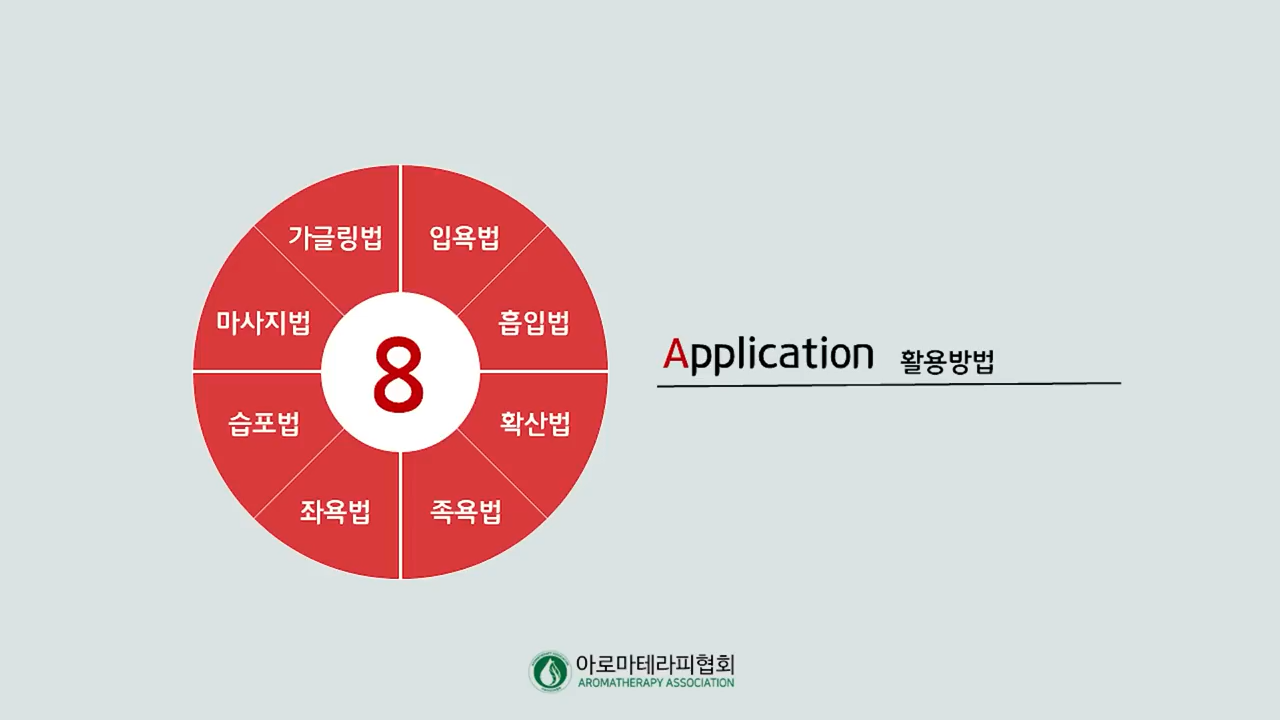 가글링법 입욕법
마사지법 흡입법
8
Application 활용방법
습포법 확산법
좌욕법 족욕법
아로마테라피협회
AROMATHERAPY ASSOCIATION